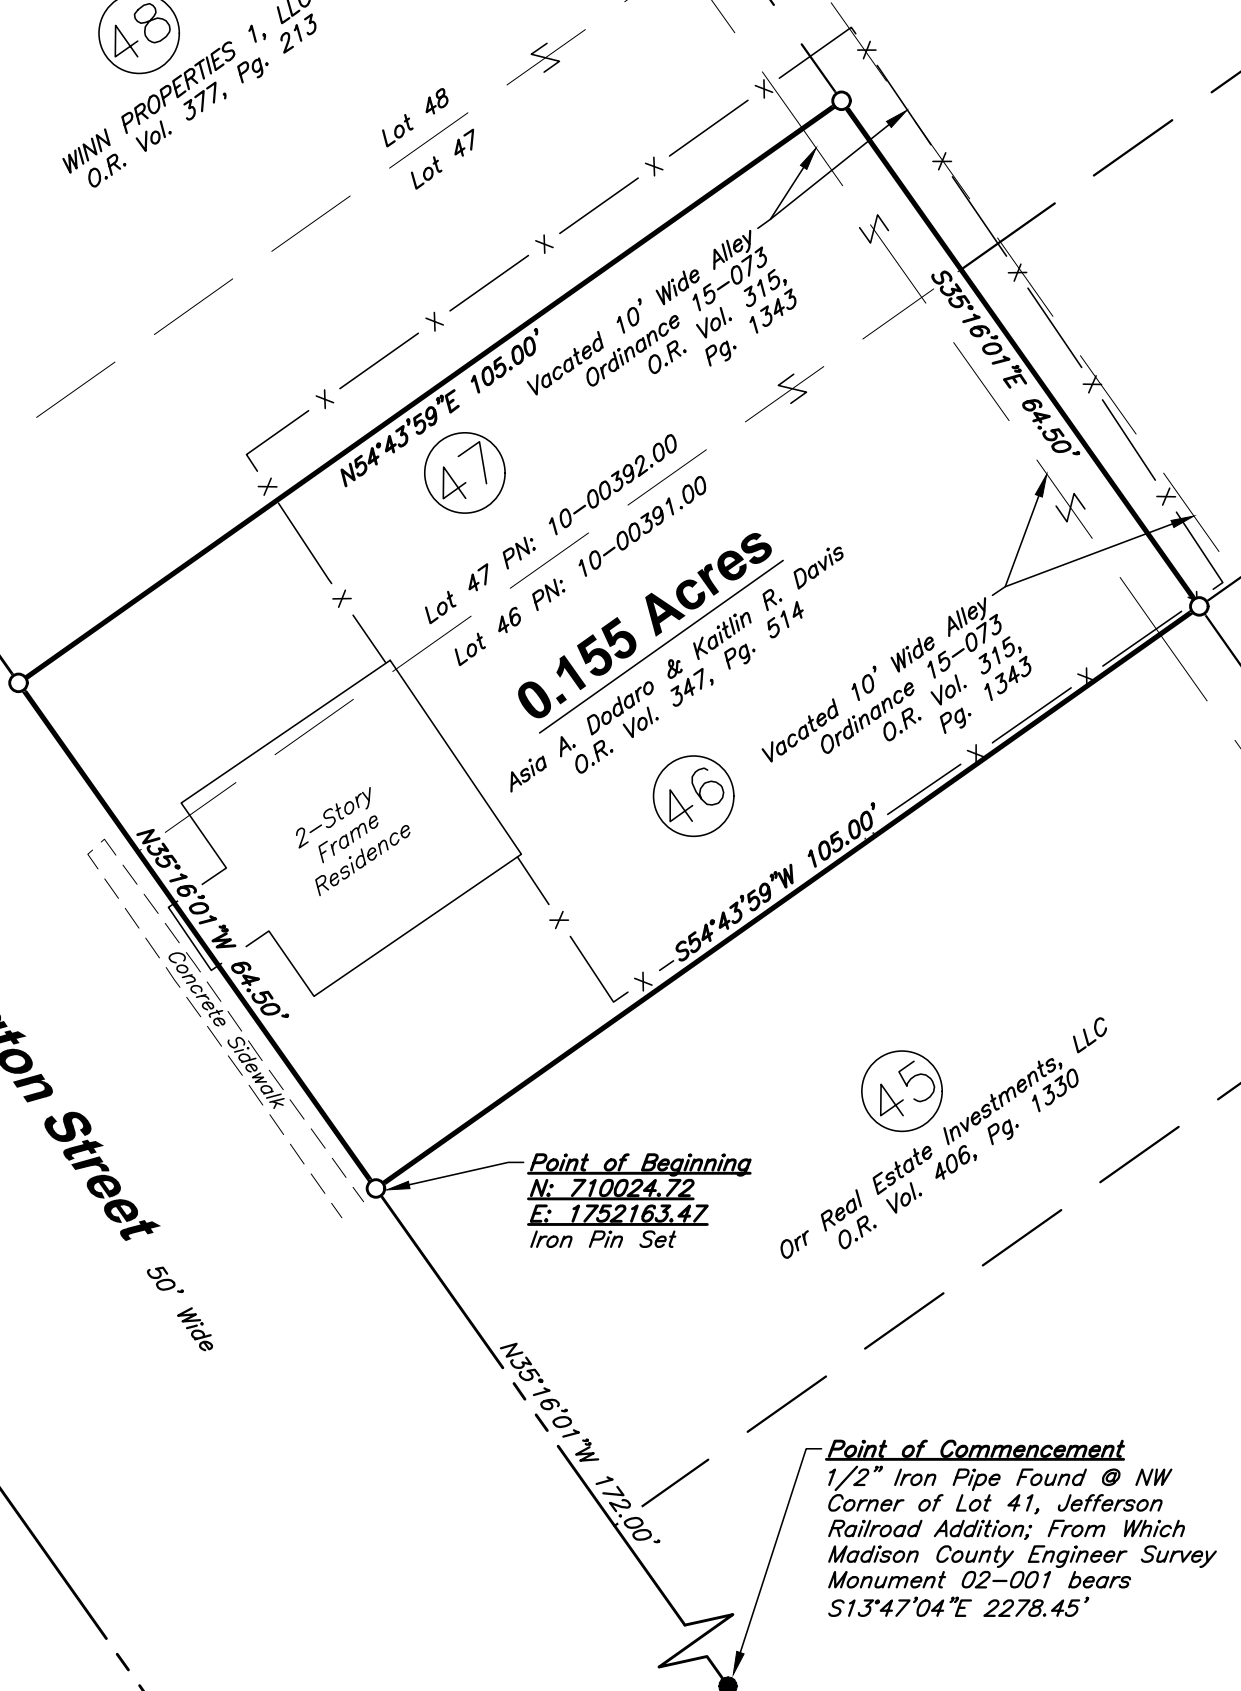 48
WINN PROPERTIES 1, LLC
O.R. Vol. 377, Pg. 213
Lot 48
Lot 47
Vacated 10' Wide Alley
Ordinance 15-073
O.R. Vol. 315,
Pg. 1343
N54°43'59"E 105.00'
S35°16'01"E 64.50'
47
Lot 47 PN: 10-00392.00
Lot 46 PN: 10-00391.00
0.155 Acres
Asia A. Dodaro & Kaitlin R. Davis
O.R. Vol. 347, Pg. 514
Vacated 10' Wide Alley
Ordinance 15-073
O.R. Vol. 315,
Pg. 1343
46
2-Story
Frame
Residence
N35°16'01"W 64.50'
S54°43'59"W 105.00'
Concrete Sidewalk
Street
50' Wide
45
Orr Real Estate Investments, LLC
O.R. Vol. 406, Pg. 1330
Point of Beginning
N: 710024.72
E: 1752163.47
Iron Pin Set
N35°16'01"W 172.00'
Point of Commencement
1/2" Iron Pipe Found @ NW
Corner of Lot 41, Jefferson
Railroad Addition; From Which
Madison County Engineer Survey
Monument 02-001 bears
S13°47'04"E 2278.45'